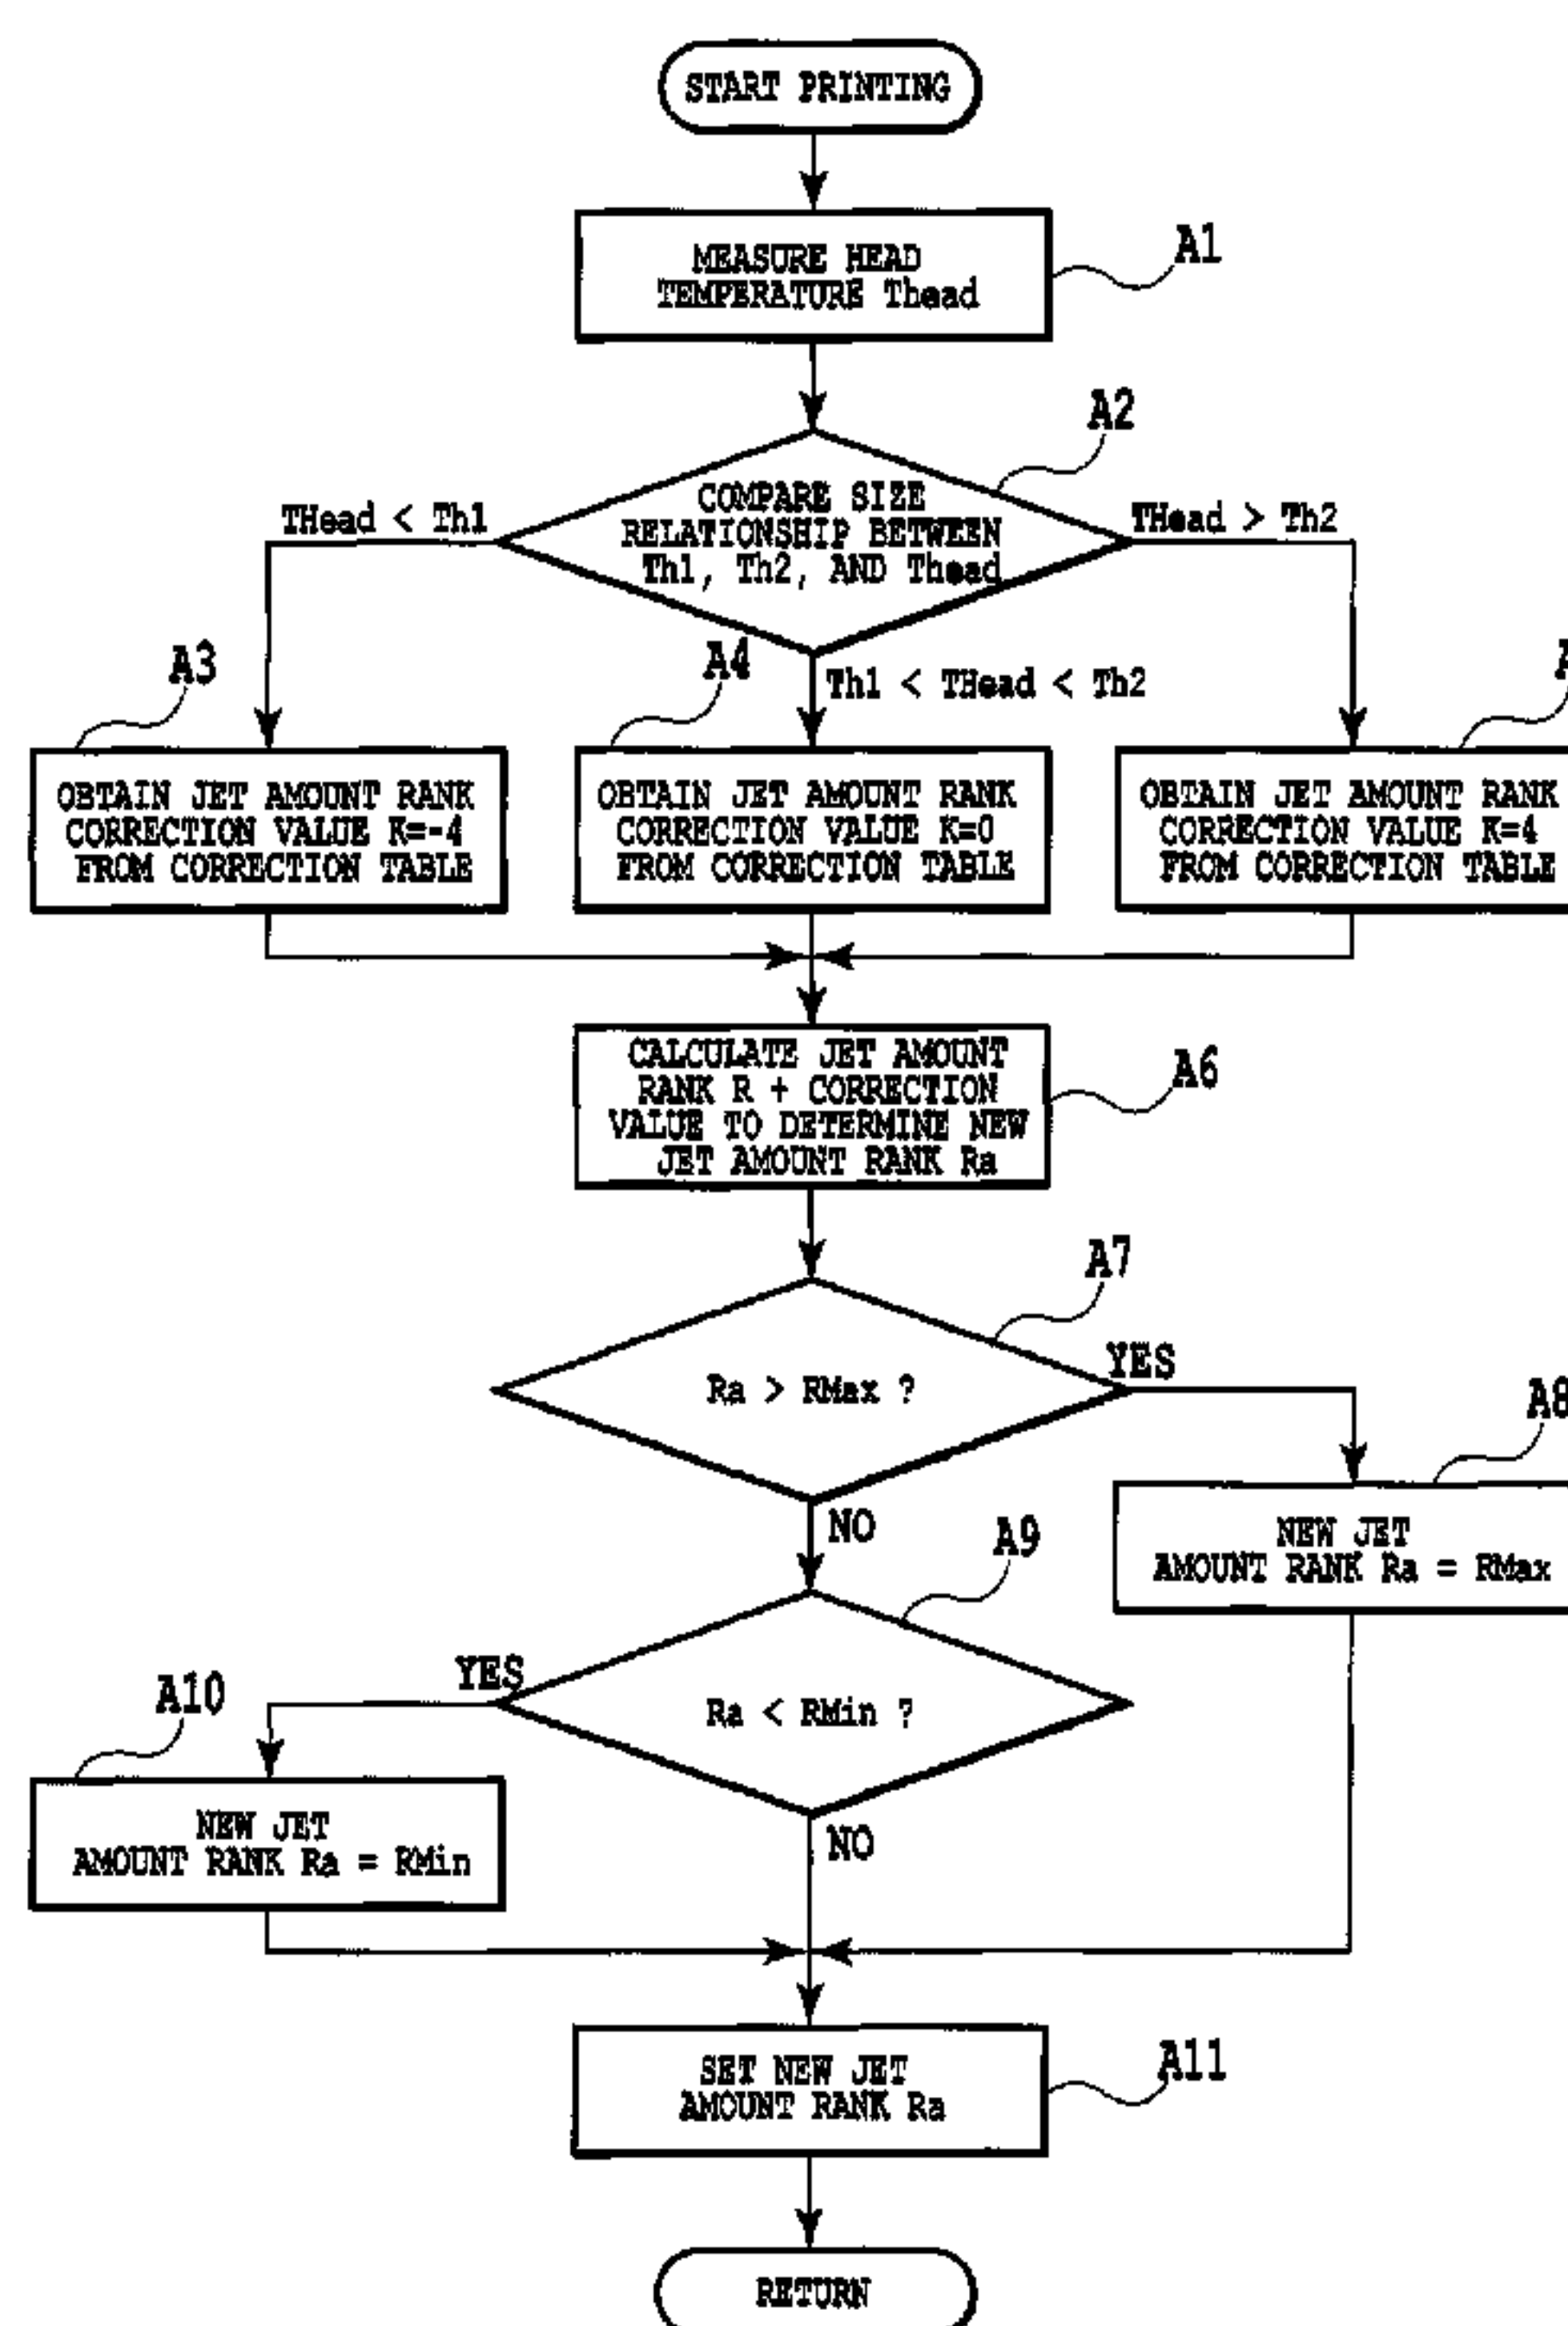 START PRINTING
MEASURE HEAD
TEMPERATURE Thead
A1
A2
COMPARE SIZE
RELATIONSHIP BETWEEN
Th1, Th2, AND Thead
THead < Th1
THead > Th2
Th1 < THead < Th2
A3
A4
A
OBTAIN JET AMOUNT RANK
CORRECTION VALUE K=-4
FROM CORRECTION TABLE
OBTAIN JET AMOUNT RANK
CORRECTION VALUE K=0
FROM CORRECTION TABLE
OBTAIN JET AMOUNT RANK
CORRECTION VALUE K=4
FROM CORRECTION TABLE
CALCULATE JET AMOUNT
RANK R + CORRECTION
VALUE TO DETERMINE NEW
JET AMOUNT RANK Ra
A6
A7
Ra > RMax ?
YES
NO
A8
NEW JET
AMOUNT RANK Ra = RMax
A9
Ra < RMin ?
YES
NO
A10
NEW JET
AMOUNT RANK Ra = RMin
SET NEW JET
AMOUNT RANK Ra
A11
RETURN